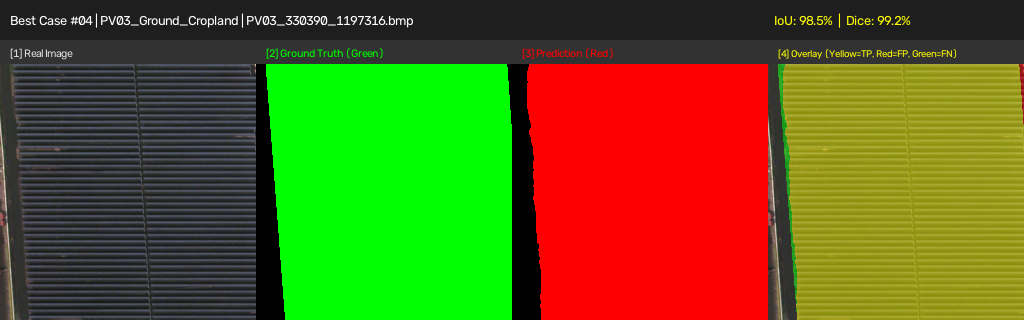 Best Case #04 | PV03_Ground_Cropland | PV03_330390_1197316.bmp
IoU: 98.5% | Dice: 99.2%
[1] Real Image
[2] Ground Truth (Green)
[3] Prediction (Red)
[4] Overlay (Yellow=TP, Red=FP, Green=FN)